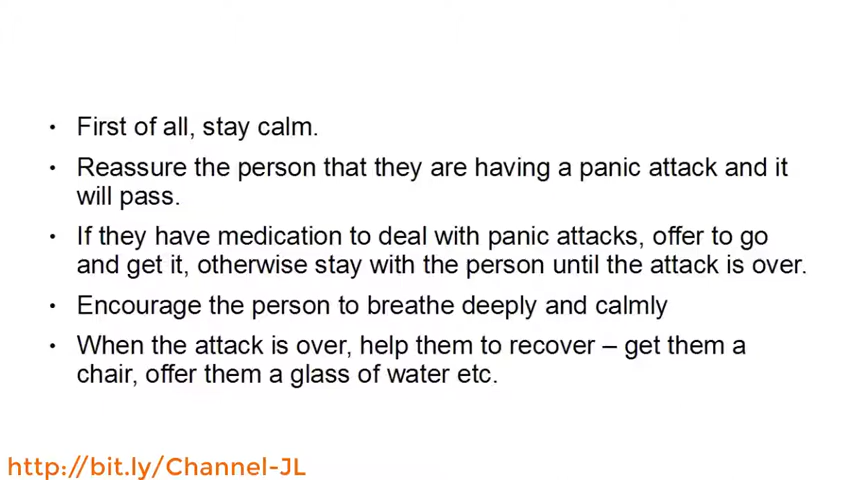 • First of all, stay calm.
• Reassure the person that they are having a panic attack and it
will pass.
• If they have medication to deal with panic attacks, offer to go
and get it, otherwise stay with the person until the attack is over.
• Encourage the person to breathe deeply and calmly
• When the attack is over, help them to recover – get them a
chair, offer them a glass of water etc.
http://bit.ly/Channel-JL